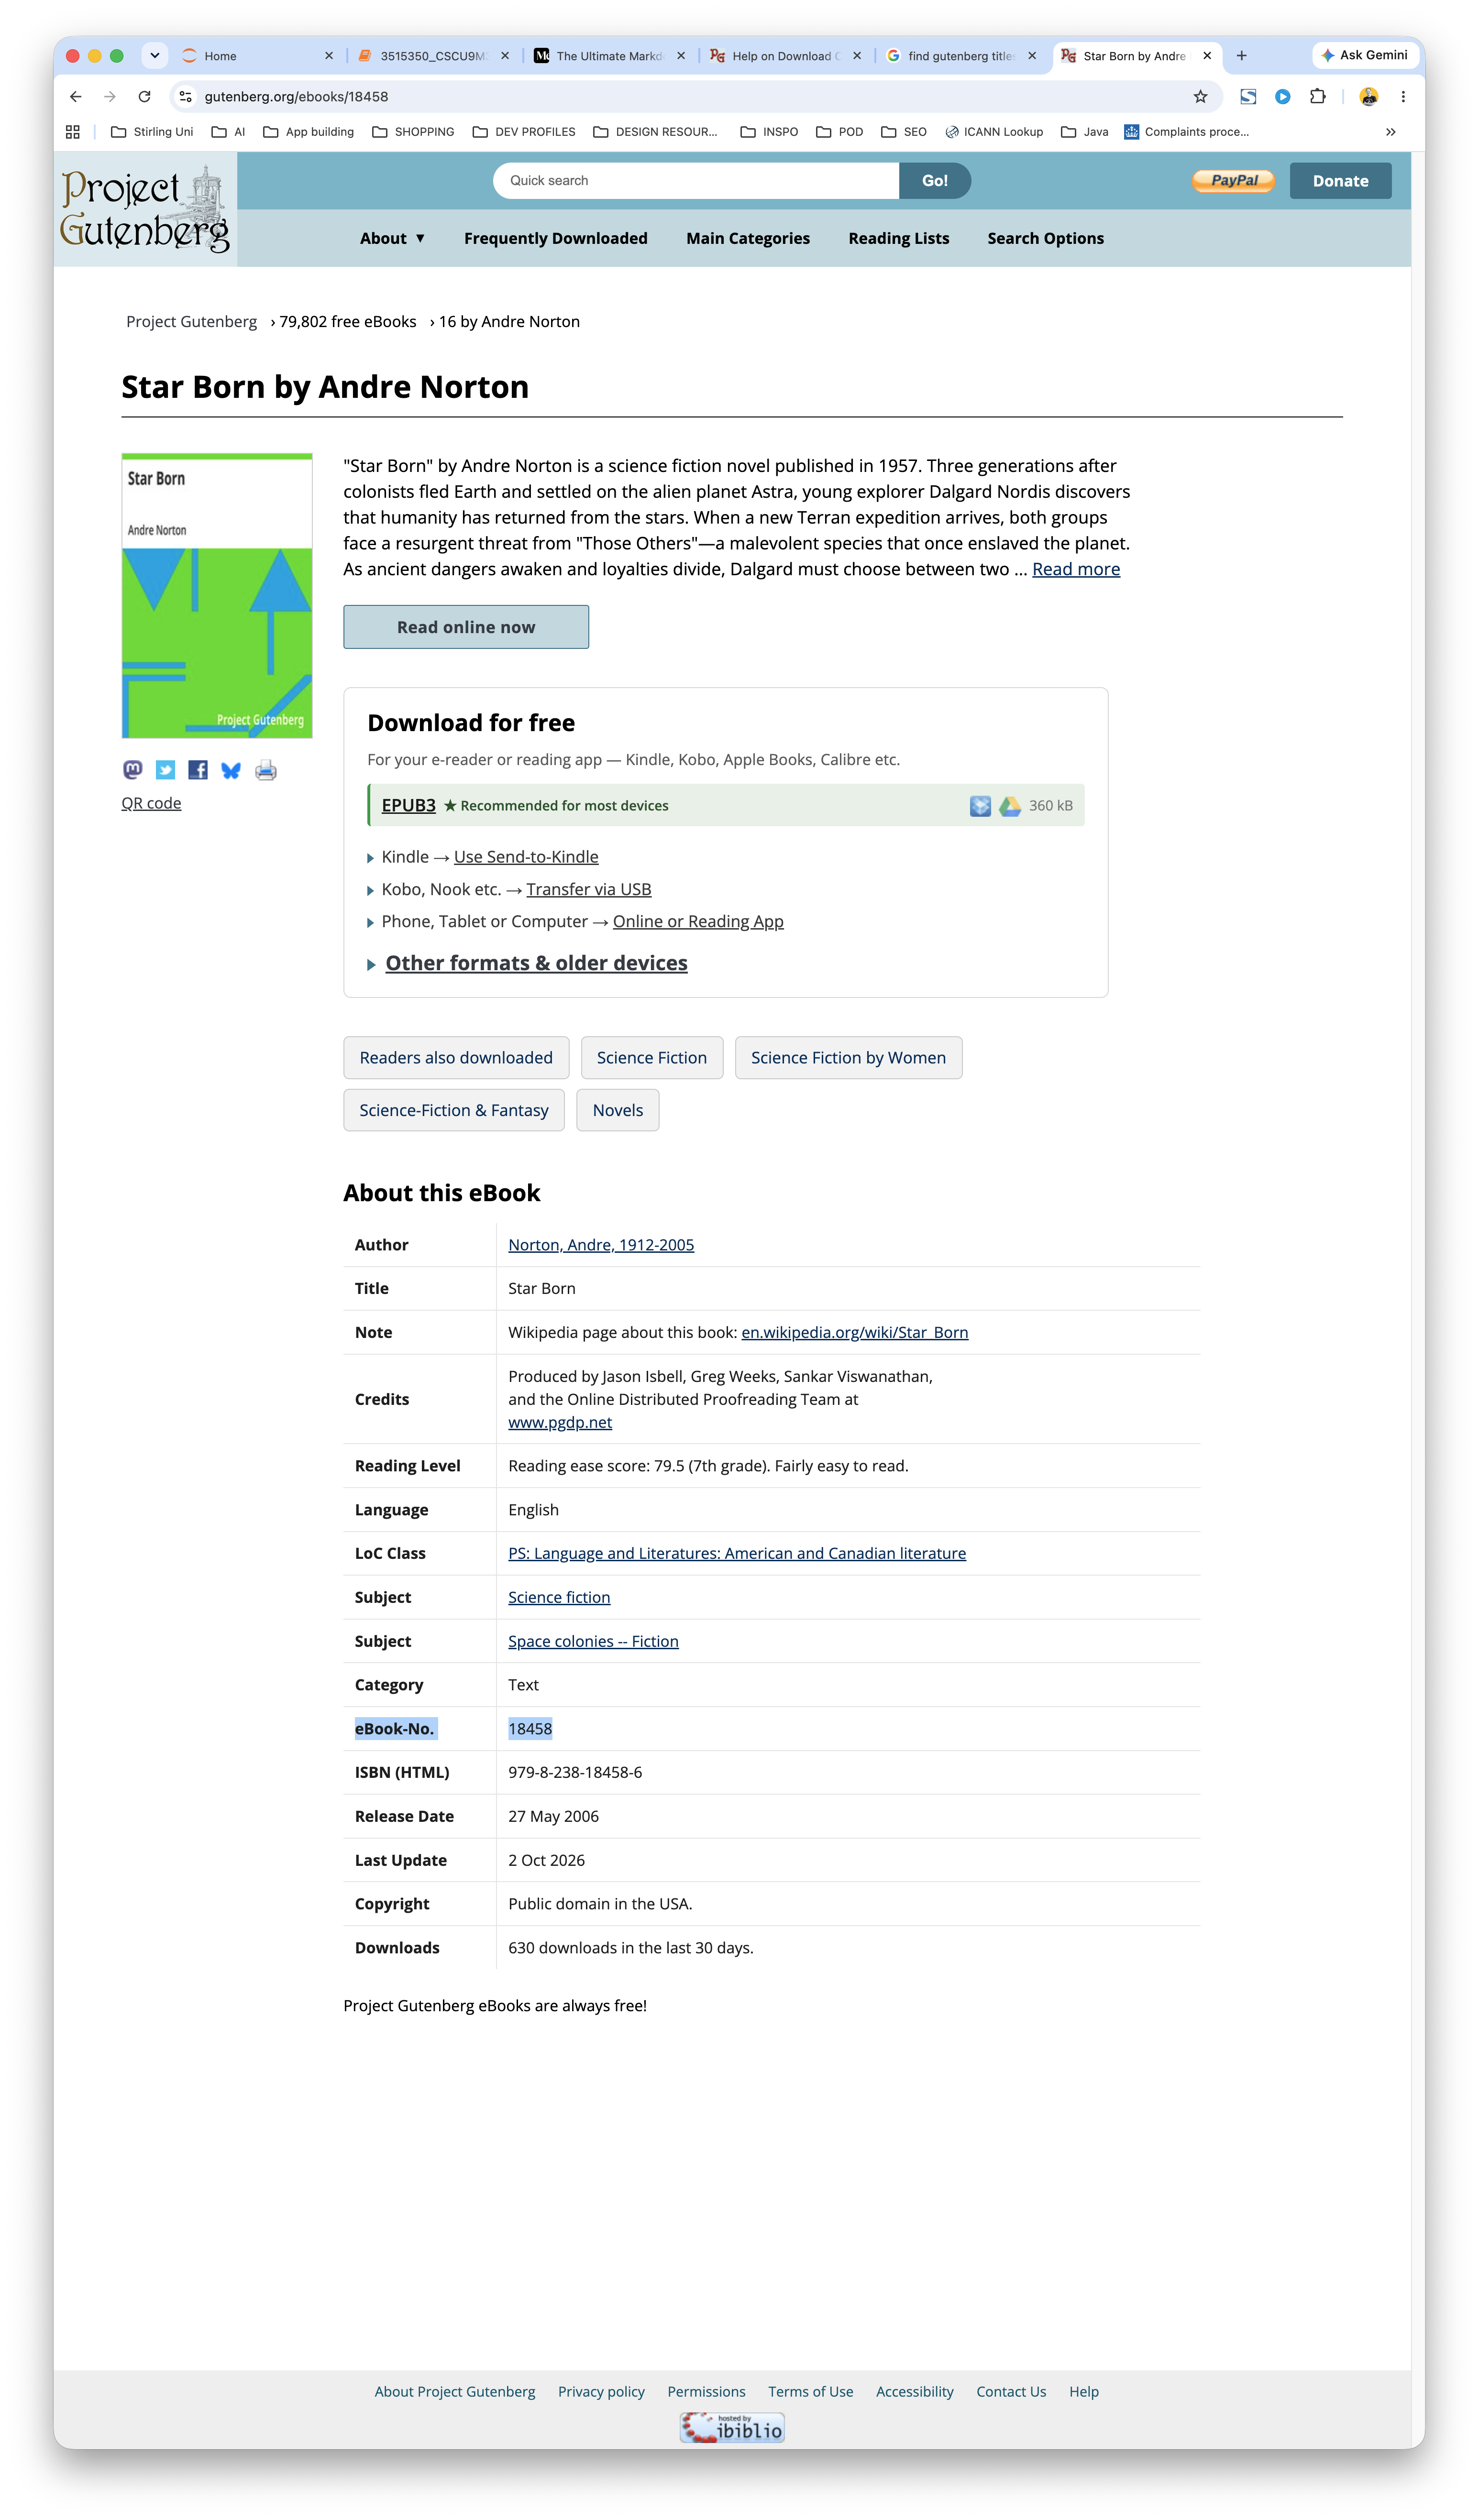 Home
3515350_CSCU9M
The Ultimate Markd
Help on Download
find gutenberg title
Star Born by Andre
Ask Gemini
gutenberg.org/ebooks/18458
Stirling Uni
AI
App building
SHOPPING
DEV PROFILES
DESIGN RESOUR...
INSPO
POD
SEO
ICANN Lookup
Java
Complaints proce...
Project
Gutenberg
Quick search
Go!
PayPal
Donate
About ▼
Frequently Downloaded
Main Categories
Reading Lists
Search Options
Project Gutenberg › 79,802 free eBooks › 16 by Andre Norton
Star Born by Andre Norton
Star Born
Andre Norton
Project Gutenberg
QR code
"Star Born" by Andre Norton is a science fiction novel published in 1957. Three generations after
colonists fled Earth and settled on the alien planet Astra, young explorer Dalgard Nordis discovers
that humanity has returned from the stars. When a new Terran expedition arrives, both groups
face a resurgent threat from "Those Others"—a malevolent species that once enslaved the planet.
As ancient dangers awaken and loyalties divide, Dalgard must choose between two ... Read more
Read online now
Download for free
For your e-reader or reading app — Kindle, Kobo, Apple Books, Calibre etc.
EPUB3 ★ Recommended for most devices 360 kB
Kindle → Use Send-to-Kindle
Kobo, Nook etc. → Transfer via USB
Phone, Tablet or Computer → Online or Reading App
Other formats & older devices
Readers also downloaded
Science Fiction
Science Fiction by Women
Science-Fiction & Fantasy
Novels
About this eBook
Author Norton, Andre, 1912-2005
Title Star Born
Note Wikipedia page about this book: en.wikipedia.org/wiki/Star_Born
Credits Produced by Jason Isbell, Greg Weeks, Sankar Viswanathan,
and the Online Distributed Proofreading Team at
www.pgdp.net
Reading Level Reading ease score: 79.5 (7th grade). Fairly easy to read.
Language English
LoC Class PS: Language and Literatures: American and Canadian literature
Subject Science fiction
Subject Space colonies -- Fiction
Category Text
eBook-No. 18458
ISBN (HTML) 979-8-238-18458-6
Release Date 27 May 2006
Last Update 2 Oct 2026
Copyright Public domain in the USA.
Downloads 630 downloads in the last 30 days.
Project Gutenberg eBooks are always free!
About Project Gutenberg
Privacy policy
Permissions
Terms of Use
Accessibility
Contact Us
Help
hosted by
ibiblio